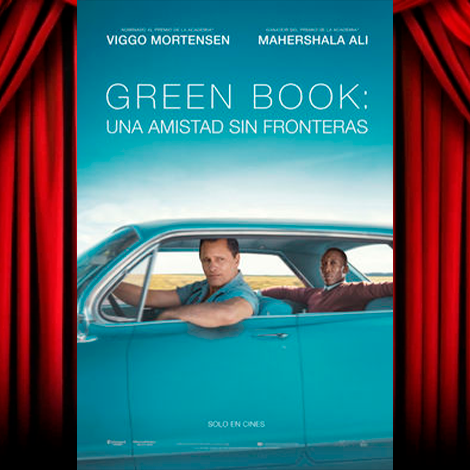 NOMINADO AL PREMIO DE LA ACADEMIA®
GANADOR DEL PREMIO DE LA ACADEMIA®
VIGGO MORTENSEN
MAHERSHALA ALI
GREEN BOOK:
UNA AMISTAD SIN FRONTERAS
SOLO EN CINES